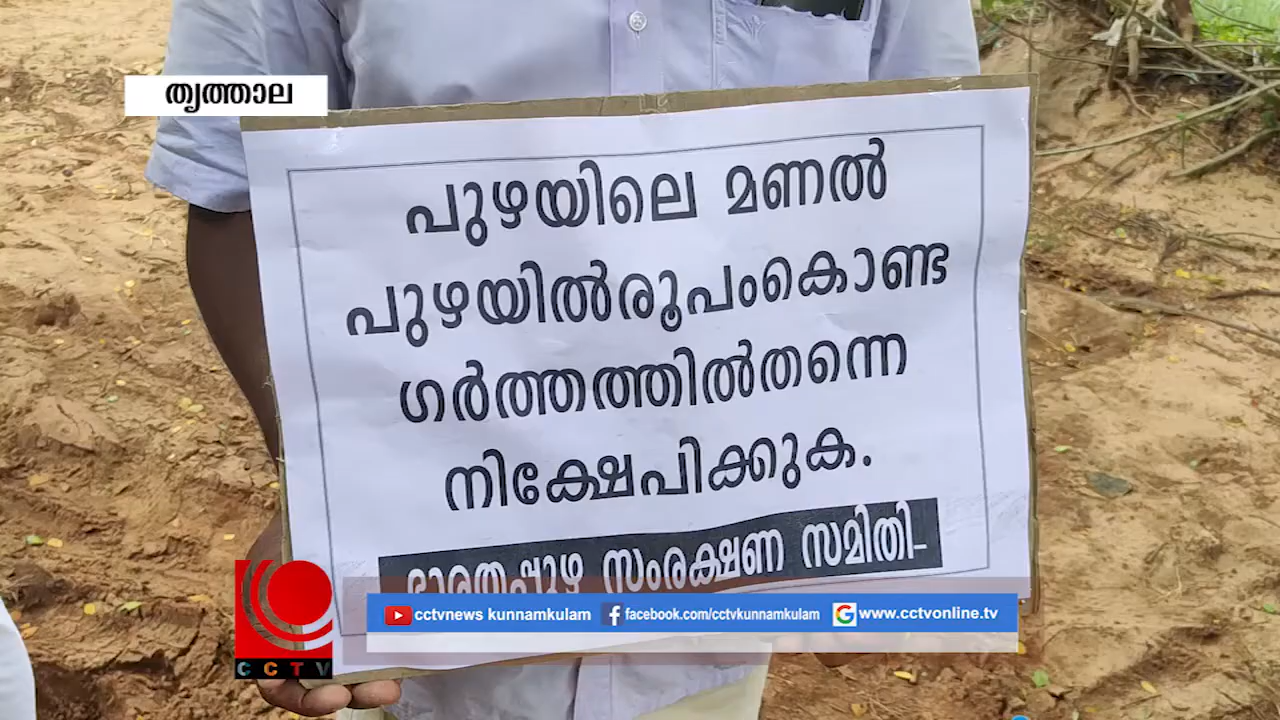 തൃത്താല
പുഴയിലെ മണൽ
പുഴയിൽരൂപംകൊണ്ട
ഗർത്തത്തിൽതന്നെ
നിക്ഷേപിക്കുക.
ഭാരതപ്പുഴ സംരക്ഷണ സമിതി-
cctvnews kunnamkulam facebook.com/cctvkunnamkulam www.cctvonline.tv
CCTV